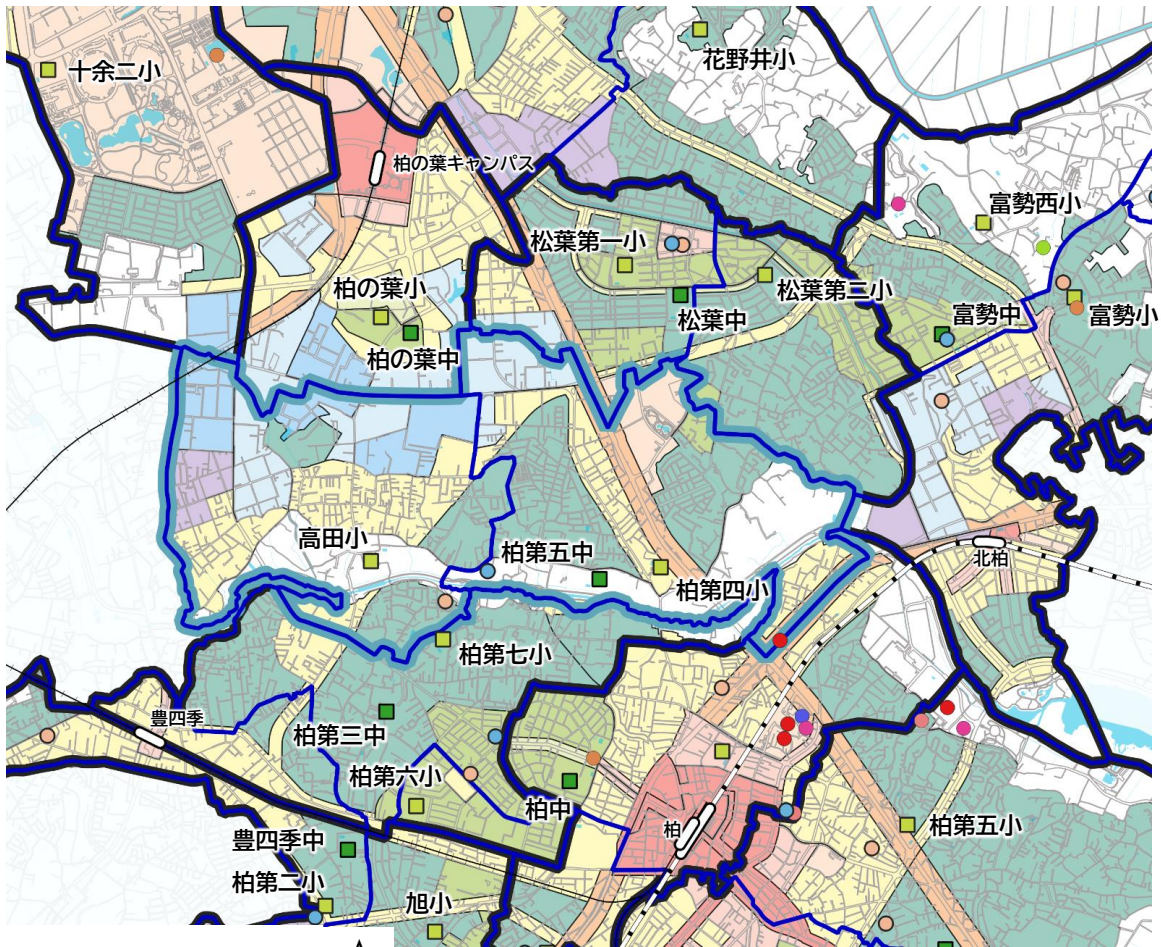 花野井小
十余二小
柏の葉キャンパス
富勢西小
松葉第一小
柏の葉小
松葉第二小
松葉中
富勢中
富勢小
柏の葉中
高田小
柏第五中
北柏
柏第四小
柏第七小
豊四季
柏第三中
柏第六小
柏中
柏
柏第五小
豊四季中
柏第二小
旭小